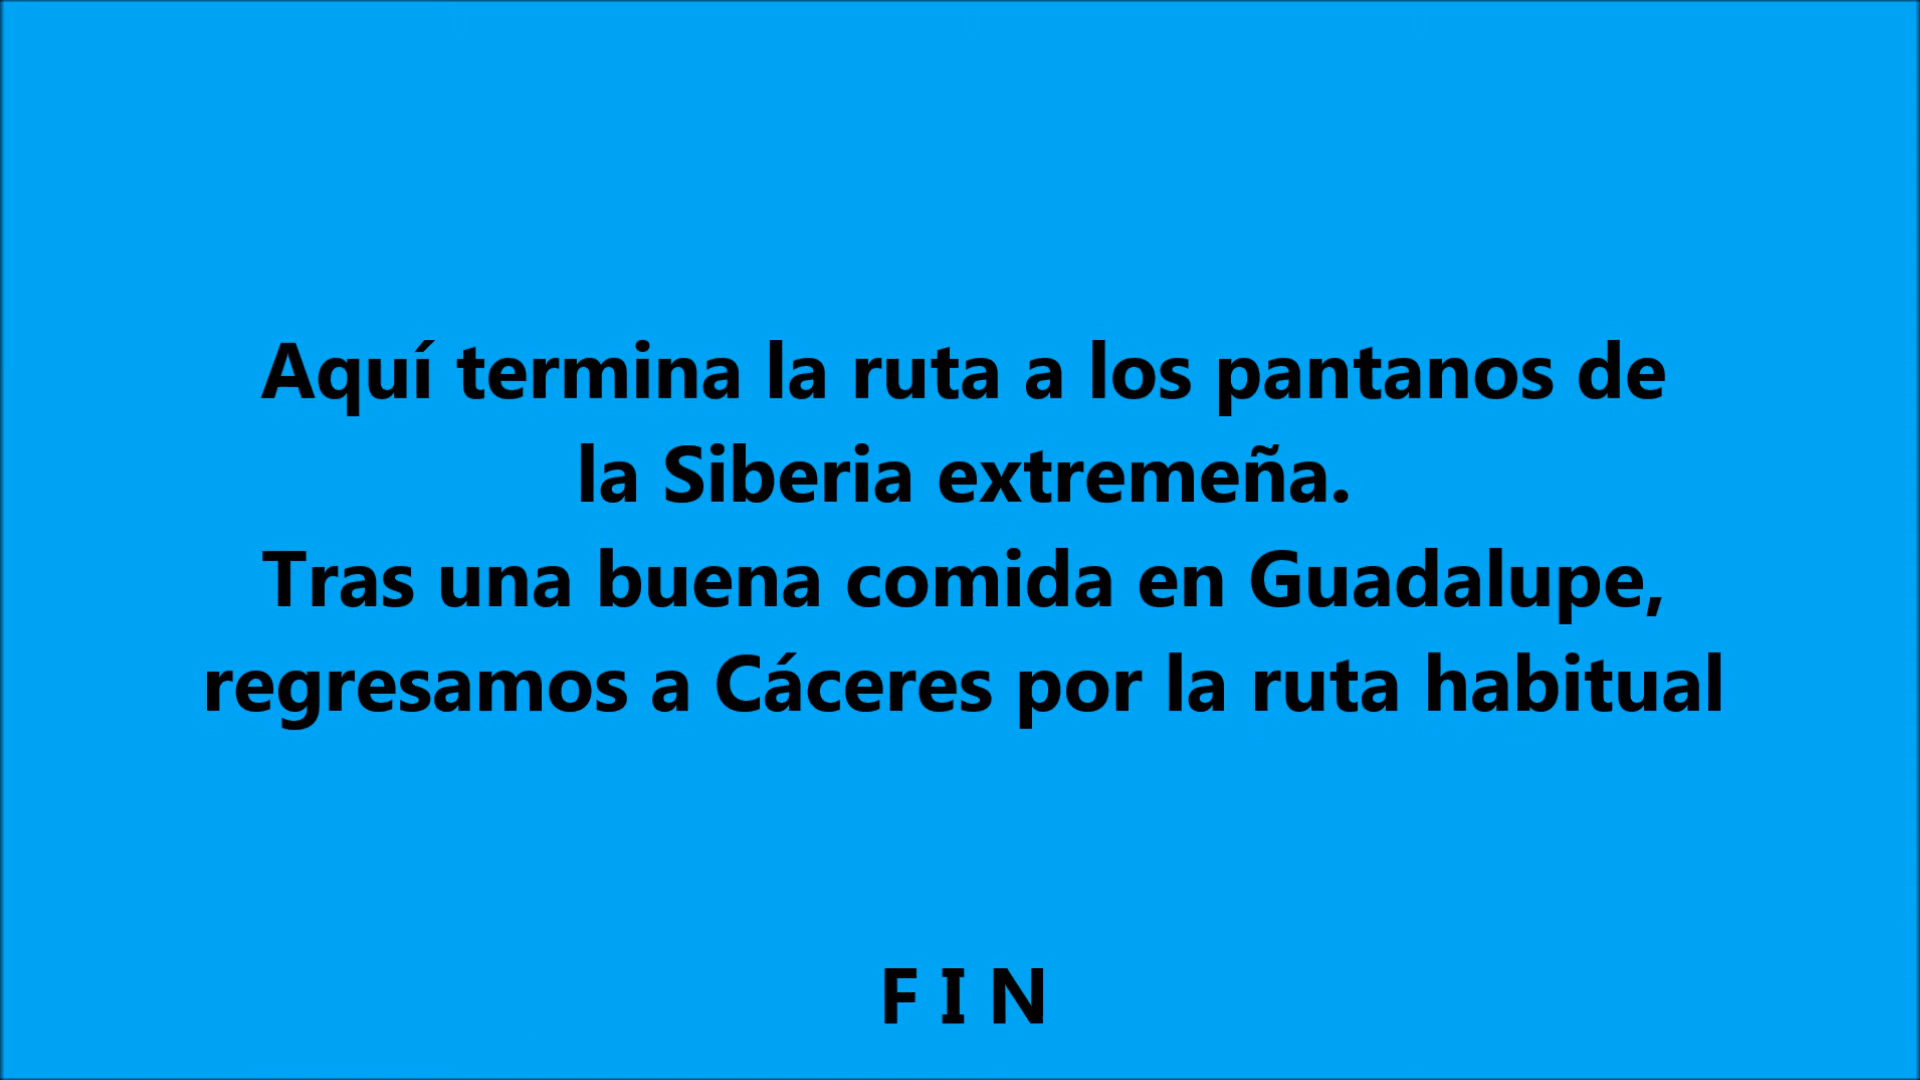 Aquí termina la ruta a los pantanos de
la Siberia extremeña.
Tras una buena comida en Guadalupe,
regresamos a Cáceres por la ruta habitual
F I N